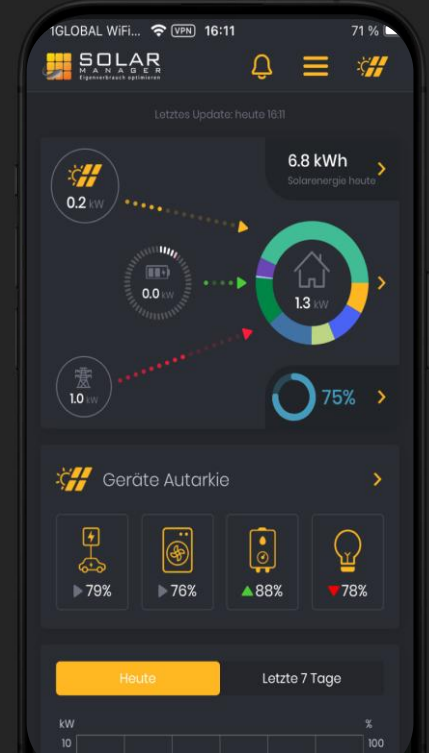 1GLOBAL WiFi... VPN 16:11 71 %
SOLAR
MANAGER
Eigenverbrauch optimieren
Letztes Update: heute 16:11
6.8 kWh
Solarenergie heute
0.2 kW
0.0 kW
1.3 kW
1.0 kW
75%
Geräte Autarkie
79% 76% 88% 78%
Heute Letzte 7 Tage
kW %
10 100